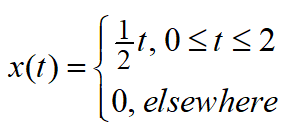 x(t) = { 1/2 t, 0 ≤ t ≤ 2
0, elsewhere